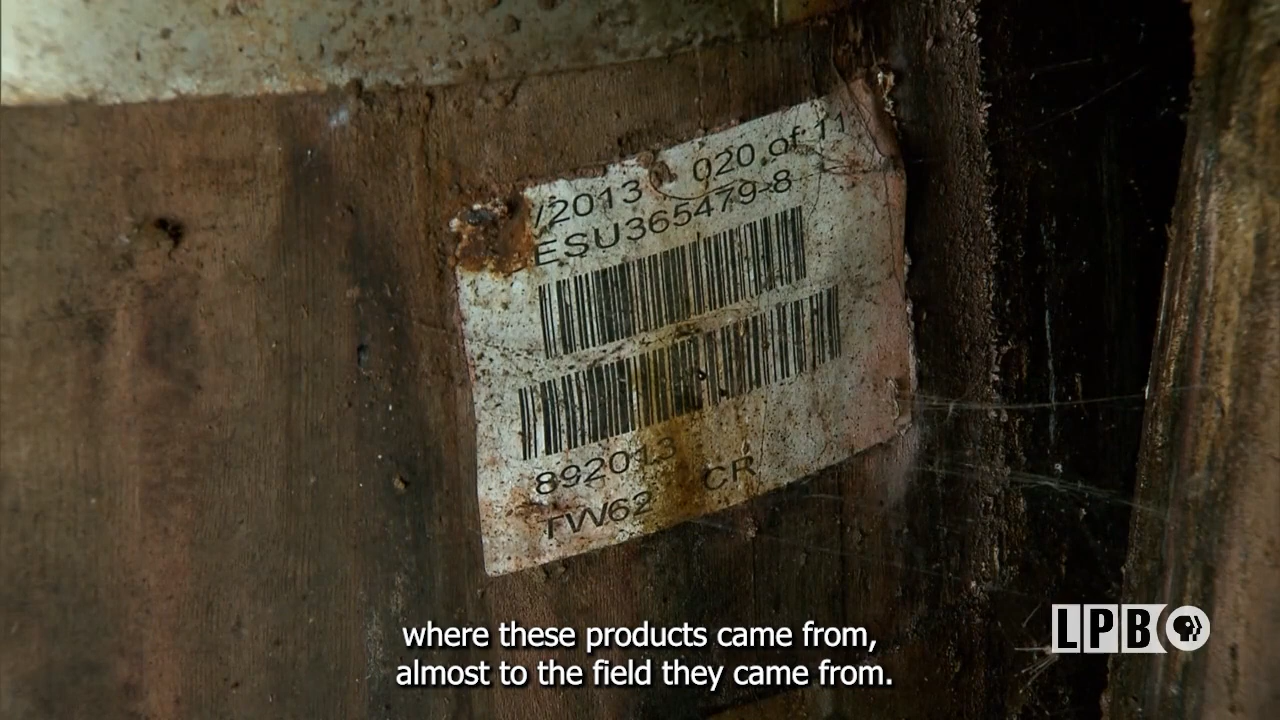 /2013 020 of 11
ESU365479-8
892013
TW62 CR
where these products came from,
almost to the field they came from.
LPB